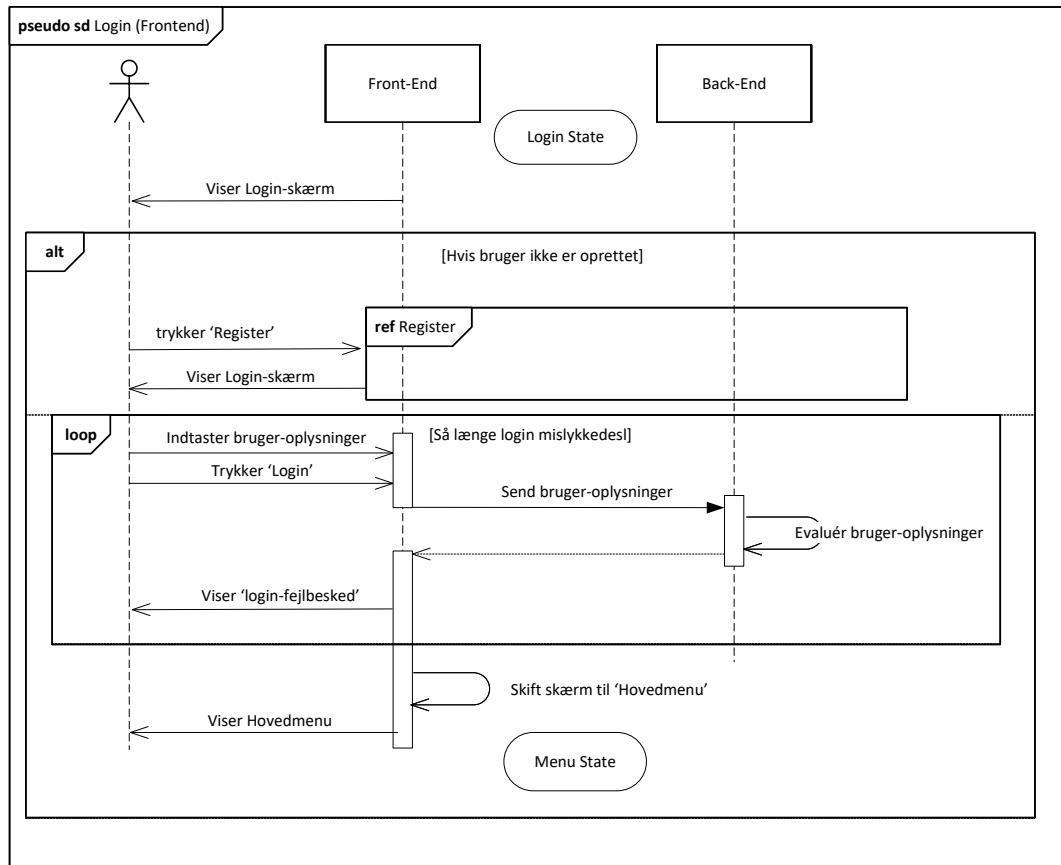 pseudo sd Login (Frontend)
Front-End
Back-End
Login State
Viser Login-skærm
alt
[Hvis bruger ikke er oprettet]
ref Register
trykker ‘Register’
Viser Login-skærm
loop
[Så længe login mislykkedesl]
Indtaster bruger-oplysninger
Trykker ‘Login’
Send bruger-oplysninger
Evaluér bruger-oplysninger
Viser ‘login-fejlbesked’
Skift skærm til ‘Hovedmenu’
Viser Hovedmenu
Menu State